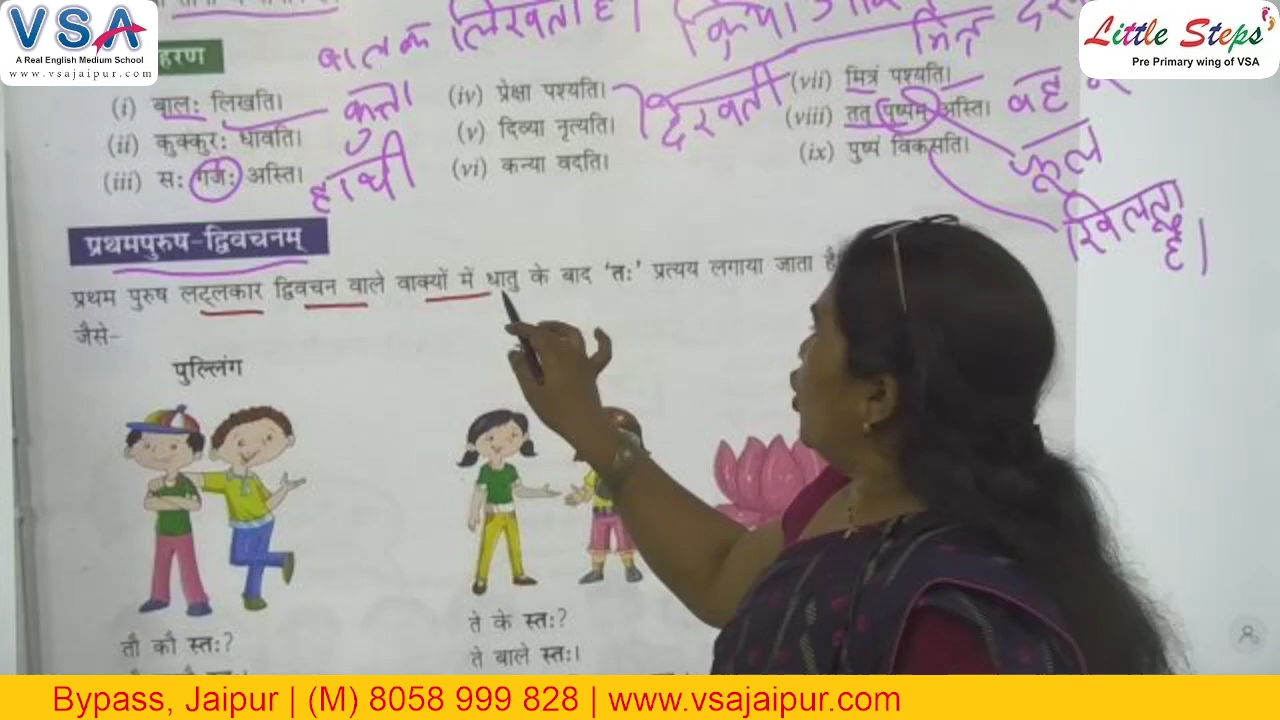 VSA
A Real English Medium School
www.vsajaipur.com
Little Steps
Pre Primary wing of VSA
बालक लिखता है।
हरण
(i) बालः लिखति।
(ii) कुक्कुरः धावति।
(iii) सः गजः अस्ति।
कुत्ता
हाथी
(iv) प्रेक्षा पश्यति।
(v) दिव्या नृत्यति।
(vi) कन्या वदति।
देखती
मित्र
(vii) मित्रं पश्यति।
(viii) तत् पुष्पम् अस्ति।
(ix) पुष्पं विकसति।
वह
फूल
खिलता
है।
प्रथमपुरुष-द्विवचनम्
प्रथम पुरुष लट्लकार द्विवचन वाले वाक्यों में धातु के बाद ‘तः’ प्रत्यय लगाया जाता है
जैसे-
पुल्लिंग
तौ कौ स्तः?
ते के स्तः?
ते बाले स्तः।
Bypass, Jaipur | (M) 8058 999 828 | www.vsajaipur.com